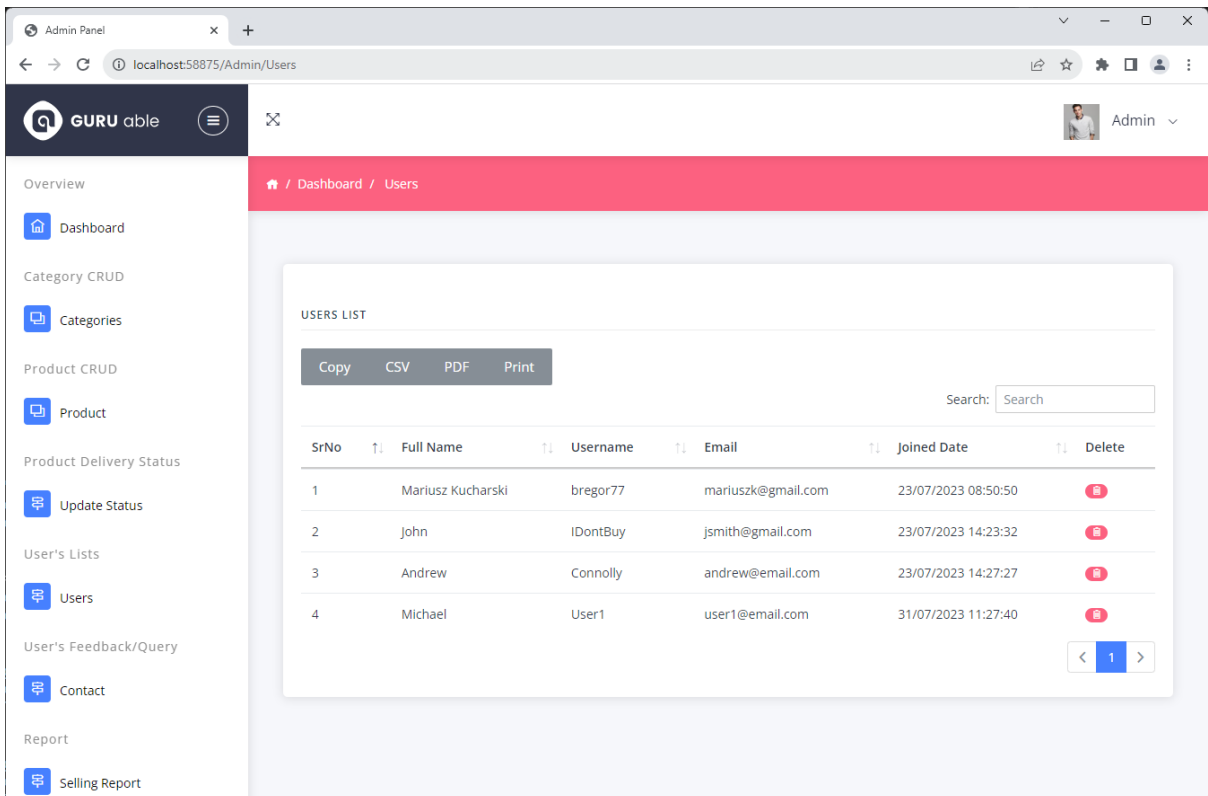 Admin Panel
localhost:58875/Admin/Users
GURU able
Admin
/ Dashboard / Users
Overview
Dashboard
Category CRUD
Categories
Product CRUD
Product
Product Delivery Status
Update Status
User's Lists
Users
User's Feedback/Query
Contact
Report
Selling Report
USERS LIST
Copy CSV PDF Print
Search: Search
SrNo Full Name Username Email Joined Date Delete
1 Mariusz Kucharski bregor77 mariuszk@gmail.com 23/07/2023 08:50:50
2 John IDontBuy jsmith@gmail.com 23/07/2023 14:23:32
3 Andrew Connolly andrew@email.com 23/07/2023 14:27:27
4 Michael User1 user1@email.com 31/07/2023 11:27:40
1